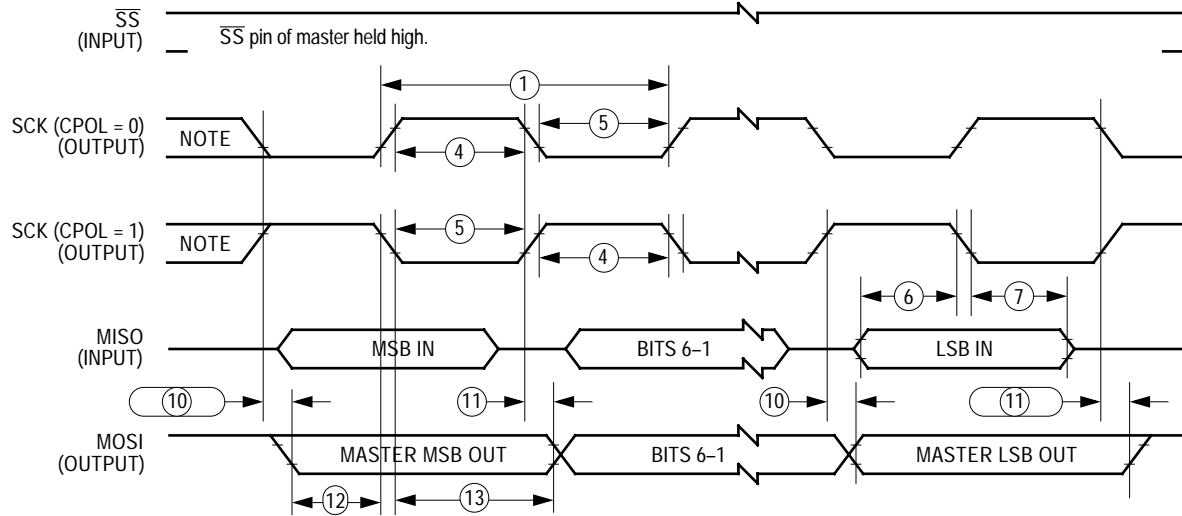 SS
(INPUT)
SS pin of master held high.
1
SCK (CPOL = 0)
(OUTPUT)
NOTE
5
4
SCK (CPOL = 1)
(OUTPUT)
NOTE
5
4
6
7
MISO
(INPUT)
MSB IN
BITS 6–1
LSB IN
10
11
10
11
MOSI
(OUTPUT)
MASTER MSB OUT
BITS 6–1
MASTER LSB OUT
12
13